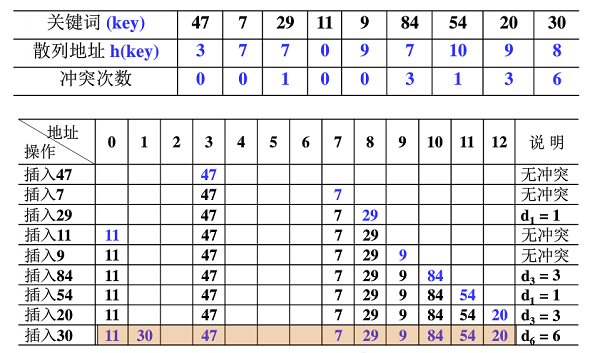 关键词 (key) 47 7 29 11 9 84 54 20 30
散列地址 h(key) 3 7 7 0 9 7 10 9 8
冲突次数 0 0 1 0 0 3 1 3 6
地址
操作
0 1 2 3 4 5 6 7 8 9 10 11 12 说 明
插入47 47 无冲突
插入7 47 7 无冲突
插入29 47 7 29 d₁ = 1
插入11 11 47 7 29 无冲突
插入9 11 47 7 29 9 无冲突
插入84 11 47 7 29 9 84 d₃ = 3
插入54 11 47 7 29 9 84 54 d₁ = 1
插入20 11 47 7 29 9 84 54 20 d₃ = 3
插入30 11 30 47 7 29 9 84 54 20 d₆ = 6